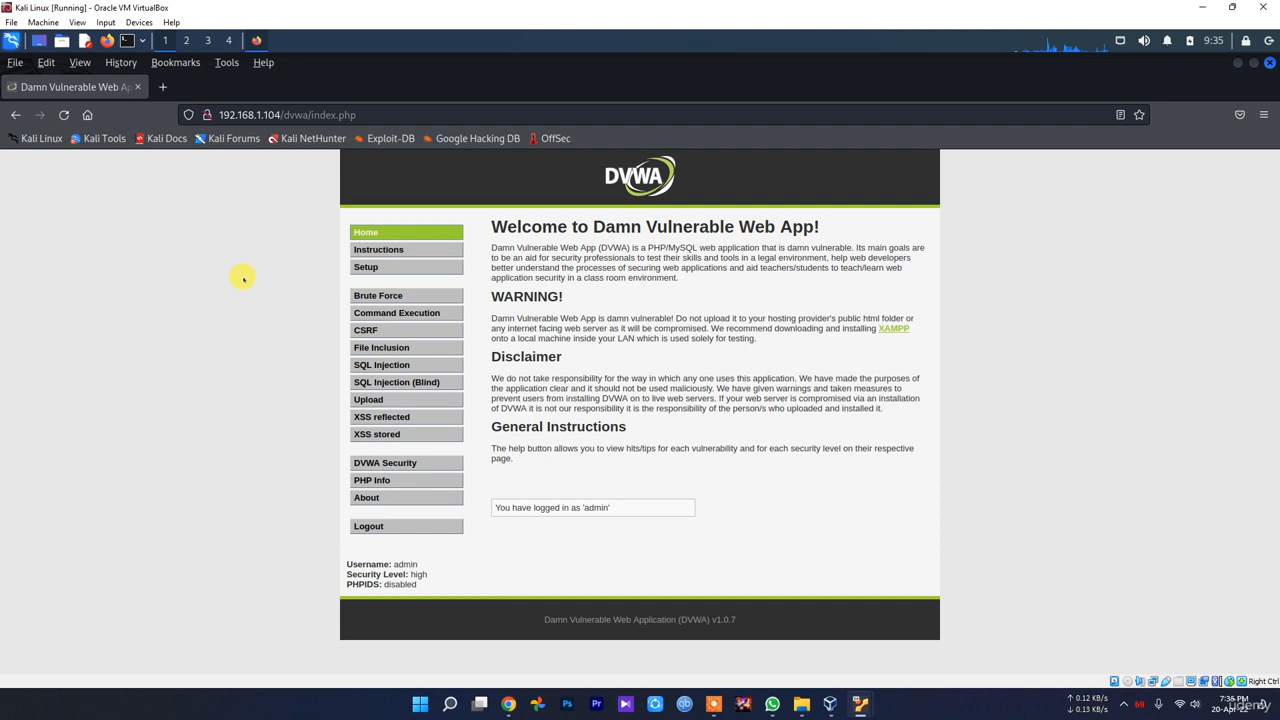 Kali Linux [Running] - Oracle VM VirtualBox
File Machine View Input Devices Help
1 2 3 4 9:35
File Edit View History Bookmarks Tools Help
Damn Vulnerable Web Ap
192.168.1.104/dvwa/index.php
Kali Linux Kali Tools Kali Docs Kali Forums Kali NetHunter Exploit-DB Google Hacking DB OffSec
DVWA
Home
Instructions
Setup
Brute Force
Command Execution
CSRF
File Inclusion
SQL Injection
SQL Injection (Blind)
Upload
XSS reflected
XSS stored
DVWA Security
PHP Info
About
Logout
Welcome to Damn Vulnerable Web App!
Damn Vulnerable Web App (DVWA) is a PHP/MySQL web application that is damn vulnerable. Its main goals are
to be an aid for security professionals to test their skills and tools in a legal environment, help web developers
better understand the processes of securing web applications and aid teachers/students to teach/learn web
application security in a class room environment.
WARNING!
Damn Vulnerable Web App is damn vulnerable! Do not upload it to your hosting provider's public html folder or
any internet facing web server as it will be compromised. We recommend downloading and installing XAMPP
onto a local machine inside your LAN which is used solely for testing.
Disclaimer
We do not take responsibility for the way in which any one uses this application. We have made the purposes of
the application clear and it should not be used maliciously. We have given warnings and taken measures to
prevent users from installing DVWA on to live web servers. If your web server is compromised via an installation
of DVWA it is not our responsibility it is the responsibility of the person/s who uploaded and installed it.
General Instructions
The help button allows you to view hits/tips for each vulnerability and for each security level on their respective
page.
You have logged in as 'admin'
Username: admin
Security Level: high
PHPIDS: disabled
Damn Vulnerable Web Application (DVWA) v1.0.7
Right Ctrl
↑ 0.12 KB/s
↓ 0.13 KB/s
69
7:36 PM
20-Apr-
Udemy